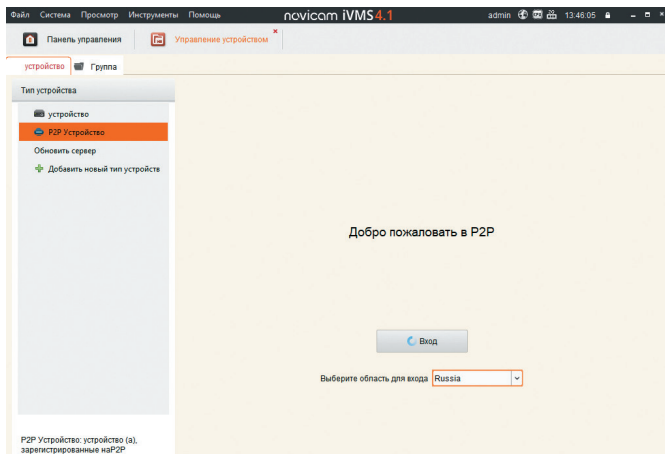 Файл Система Просмотр Инструменты Помощь novicam iVMS4.1 admin 13:46:05
Панель управления Управление устройством
устройство Группа
Тип устройства
устройство
P2P Устройство
Обновить сервер
Добавить новый тип устройств
Добро пожаловать в P2P
Вход
Выберите область для входа Russia
P2P Устройство: устройство (а),
зарегистрированные наP2P